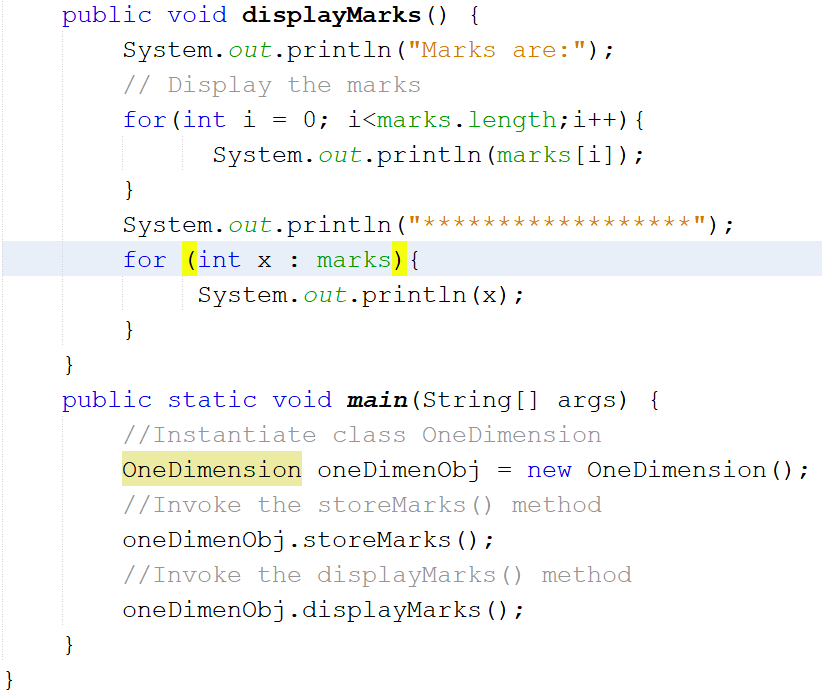 public void displayMarks() {
System.out.println("Marks are:");
// Display the marks
for(int i = 0; i<marks.length;i++){
System.out.println(marks[i]);
}
System.out.println("******************");
for (int x : marks){
System.out.println(x);
}
}
public static void main(String[] args) {
//Instantiate class OneDimension
OneDimension oneDimenObj = new OneDimension();
//Invoke the storeMarks() method
oneDimenObj.storeMarks();
//Invoke the displayMarks() method
oneDimenObj.displayMarks();
}
}